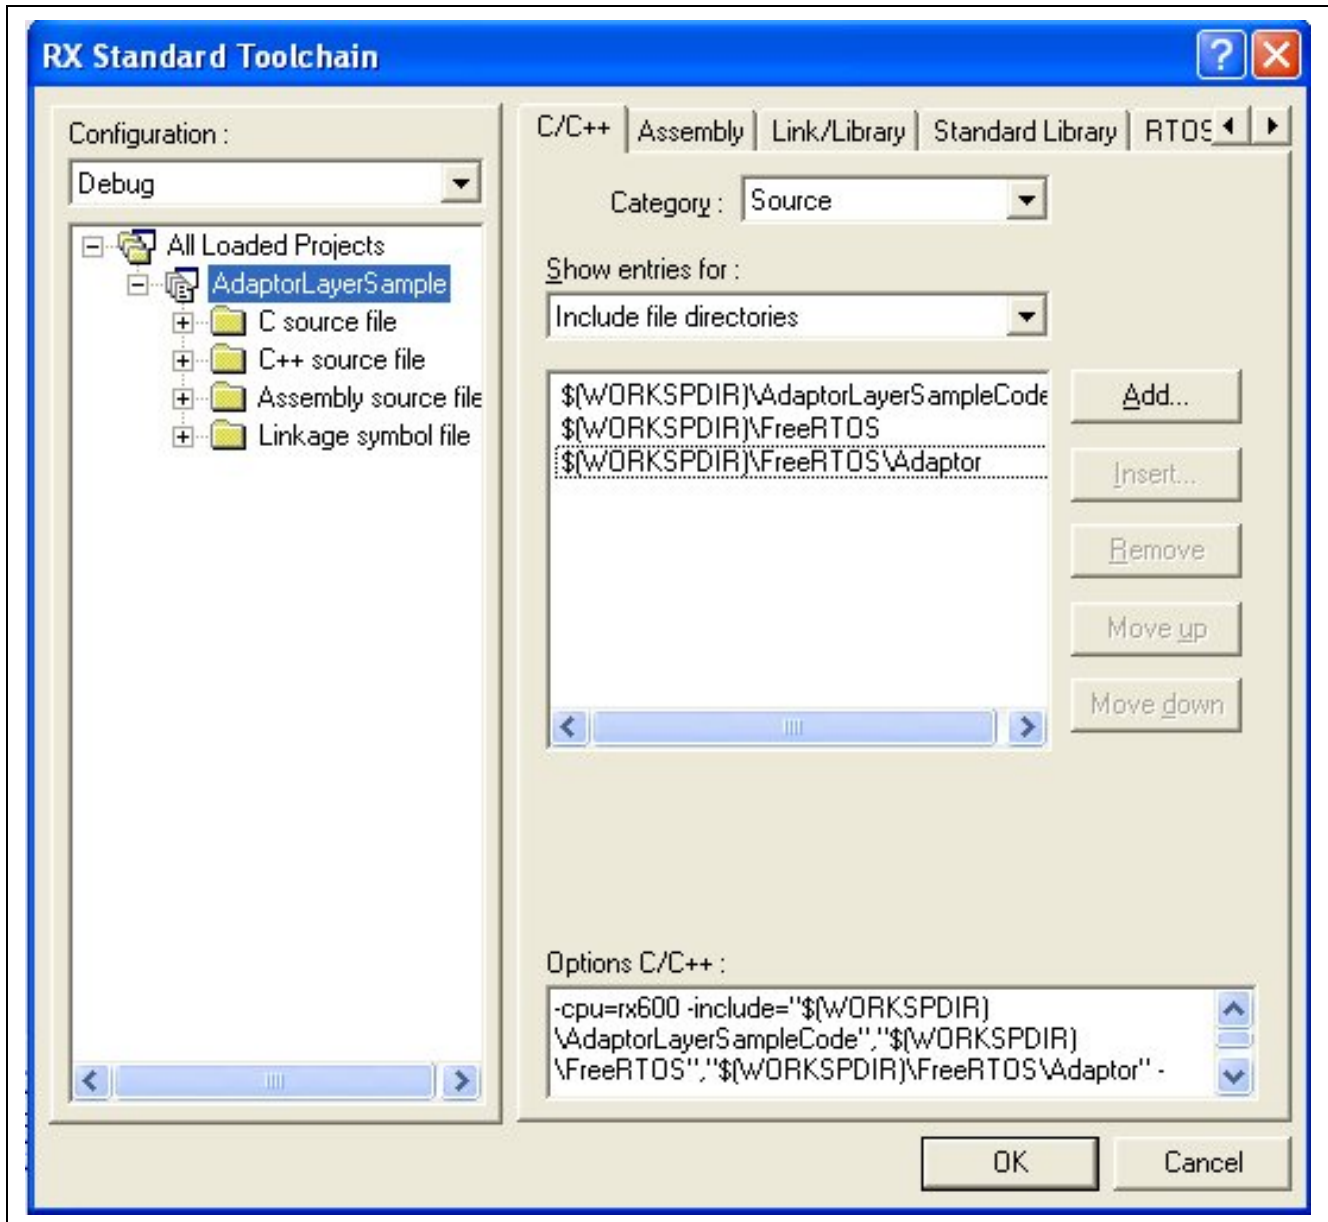 RX Standard Toolchain
Configuration :
Debug
All Loaded Projects
AdaptorLayerSample
C source file
C++ source file
Assembly source file
Linkage symbol file
C/C++
Assembly
Link/Library
Standard Library
RTOS
Category :
Source
Show entries for :
Include file directories
$(WORKSPDIR)\AdaptorLayerSampleCode
$(WORKSPDIR)\FreeRTOS
$(WORKSPDIR)\FreeRTOS\Adaptor
Add...
Insert...
Remove
Move up
Move down
Options C/C++ :
-cpu=rx600 -include="$(WORKSPDIR)
\AdaptorLayerSampleCode","$(WORKSPDIR)
\FreeRTOS","$(WORKSPDIR)\FreeRTOS\Adaptor" -
OK
Cancel